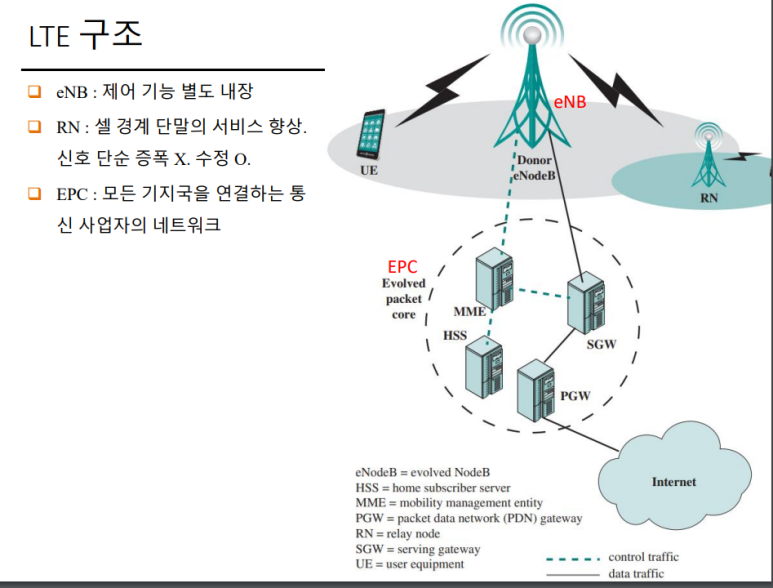 LTE 구조
eNB : 제어 기능 별도 내장
RN : 셀 경계 단말의 서비스 향상.
신호 단순 증폭 X. 수정 O.
EPC : 모든 기지국을 연결하는 통
신 사업자의 네트워크
eNB
Donor
eNodeB
UE
RN
EPC
Evolved
packet
core
MME
HSS
SGW
PGW
Internet
eNodeB = evolved NodeB
HSS = home subscriber server
MME = mobility management entity
PGW = packet data network (PDN) gateway
RN = relay node
SGW = serving gateway
UE = user equipment
control traffic
data traffic